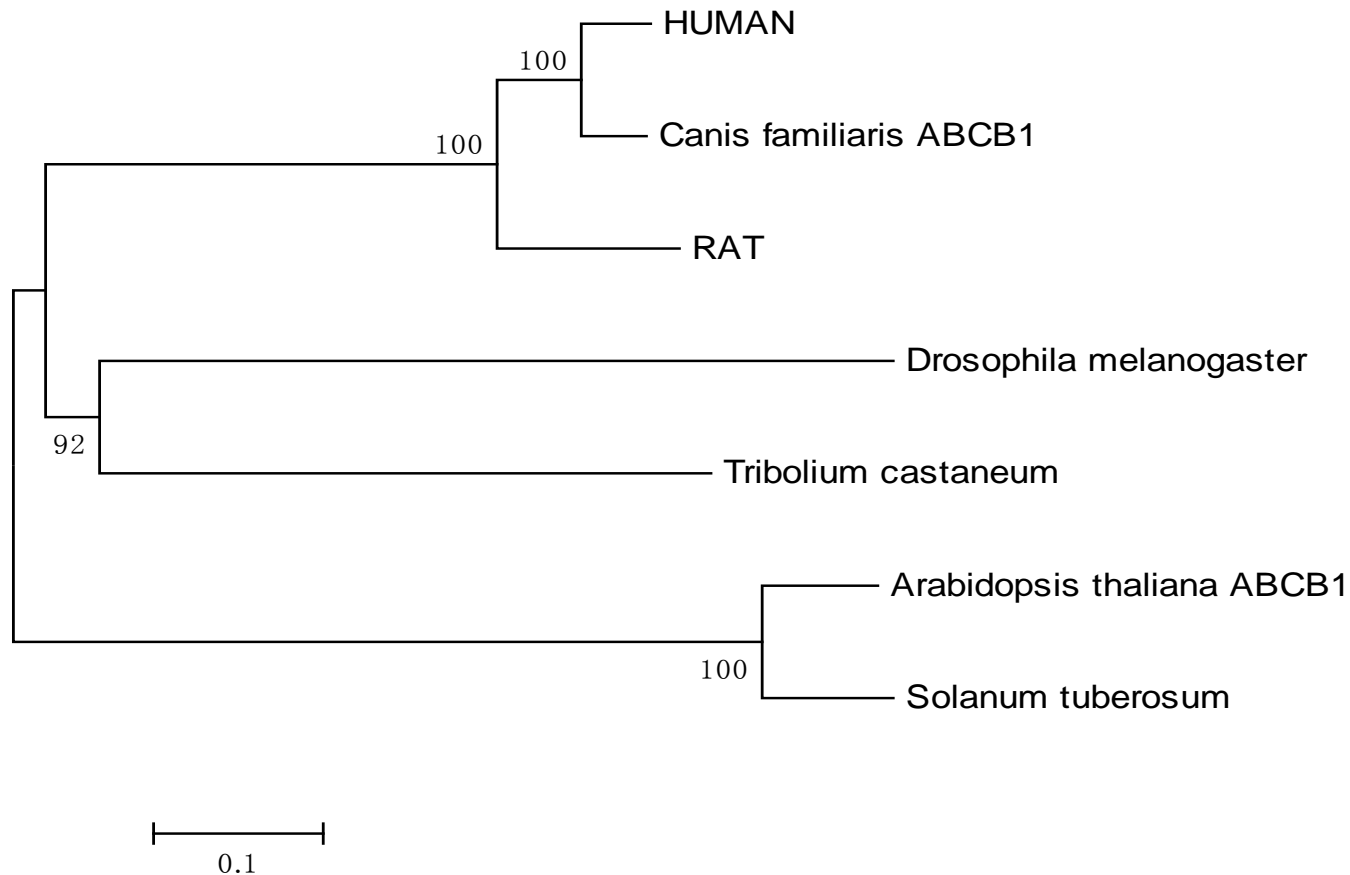 HUMAN
100
Canis familiaris ABCB1
100
RAT
Drosophila melanogaster
92
Tribolium castaneum
Arabidopsis thaliana ABCB1
100
Solanum tuberosum
0.1